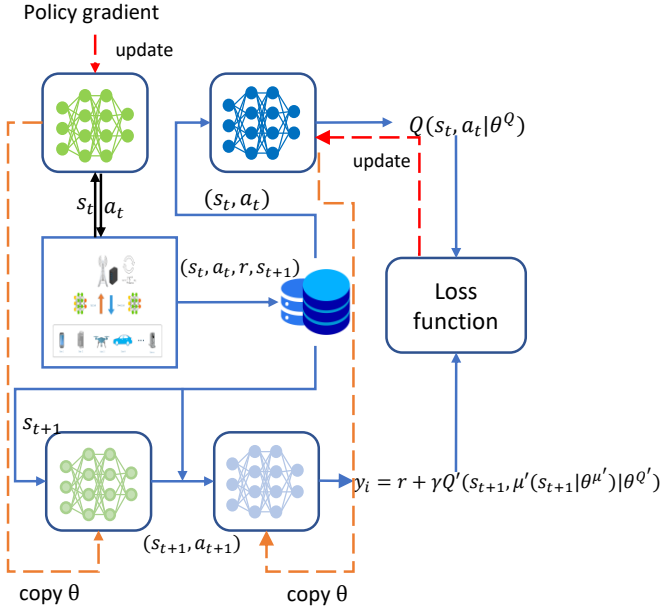 Policy gradient
update
Q(s_t, a_t|θ^Q)
update
s_t a_t
(s_t, a_t)
(s_t, a_t, r, s_{t+1})
Loss
function
s_{t+1}
y_i = r + γQ′(s_{t+1}, μ′(s_{t+1}|θ^{μ′})|θ^{Q′})
(s_{t+1}, a_{t+1})
copy θ
copy θ